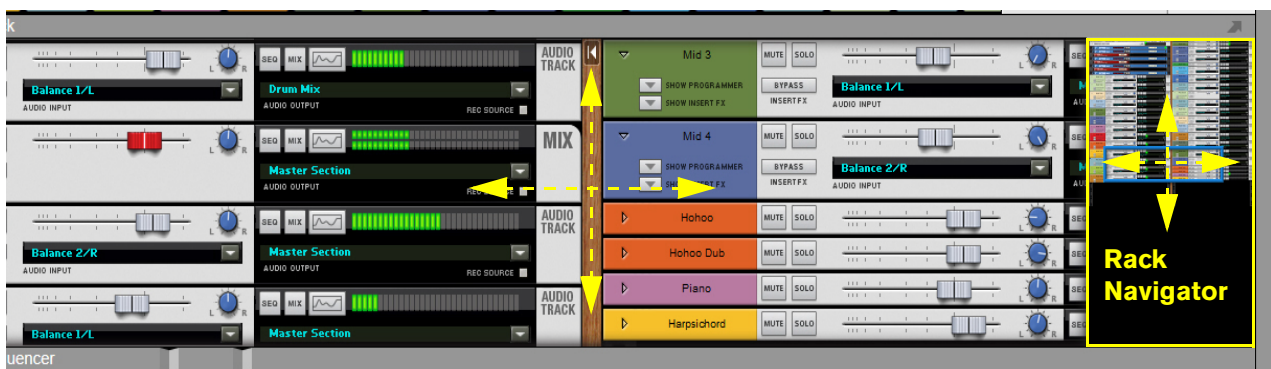 k
L R
SEQ MIX
AUDIO
TRACK
Balance 1/L
AUDIO INPUT
Drum Mix
AUDIO OUTPUT
REC SOURCE
L R
SEQ MIX
MIX
Master Section
AUDIO OUTPUT
L R
SEQ MIX
AUDIO
TRACK
Balance 2/R
AUDIO INPUT
Master Section
AUDIO OUTPUT
REC SOURCE
L R
SEQ MIX
AUDIO
TRACK
Balance 1/L
Master Section
Mid 3
MUTE SOLO
L R
SHOW PROGRAMMER
SHOW INSERT FX
BYPASS
INSERT FX
Balance 1/L
AUDIO INPUT
Mid 4
MUTE SOLO
L R
SHOW PROGRAMMER
BYPASS
INSERT FX
Balance 2/R
AUDIO INPUT
Hohoo
MUTE SOLO
L R
Hohoo Dub
MUTE SOLO
L R
Piano
MUTE SOLO
L R
Harpsichord
MUTE SOLO
L R
Rack
Navigator
uencer